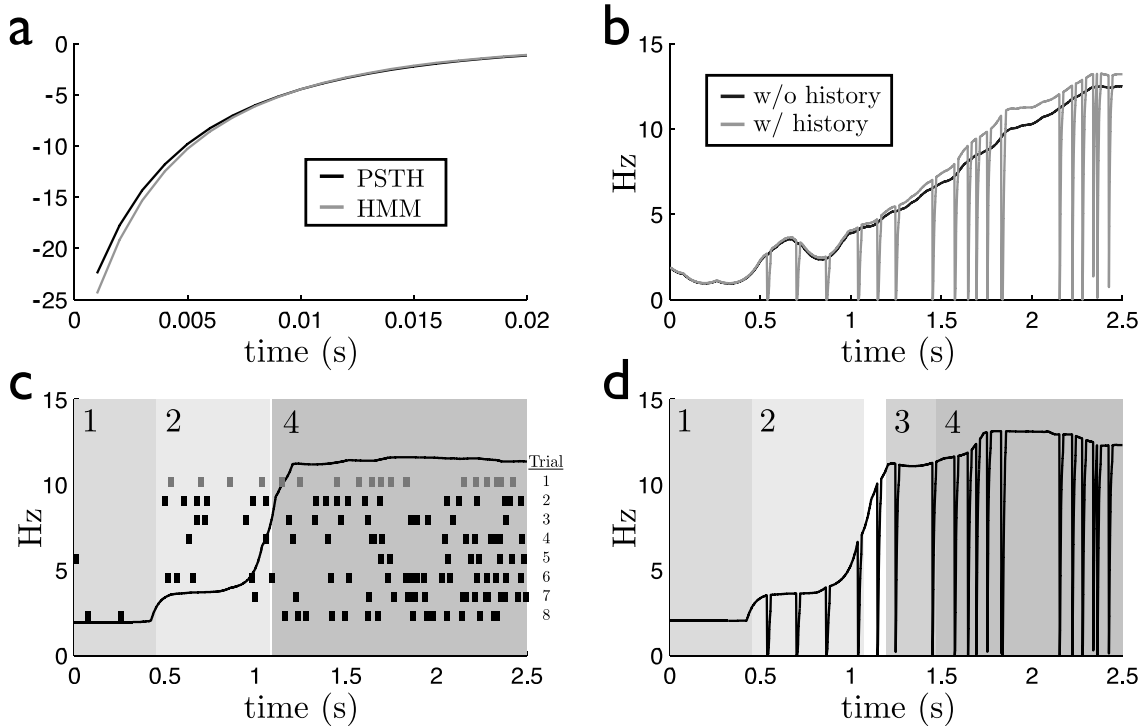 a
0
-5
-10
-15
-20
-25
PSTH
HMM
0 0.005 0.01 0.015 0.02
time (s)
b
15
10
5
0
Hz
w/o history
w/ history
0 0.5 1 1.5 2 2.5
time (s)
c
15
10
5
0
Hz
1 2 4
Trial
1
2
3
4
5
6
7
8
0 0.5 1 1.5 2 2.5
time (s)
d
15
10
5
0
Hz
1 2 3 4
0 0.5 1 1.5 2 2.5
time (s)